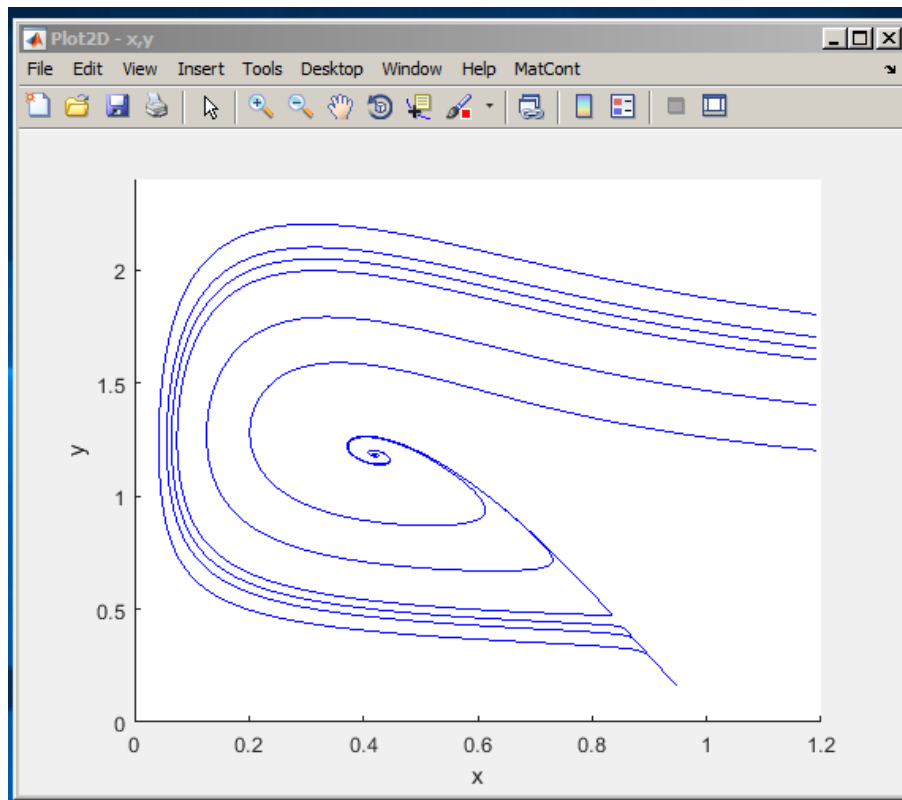 Plot2D - x,y
File Edit View Insert Tools Desktop Window Help MatCont
2
1.5
y
1
0.5
0
0 0.2 0.4 0.6 0.8 1 1.2
x